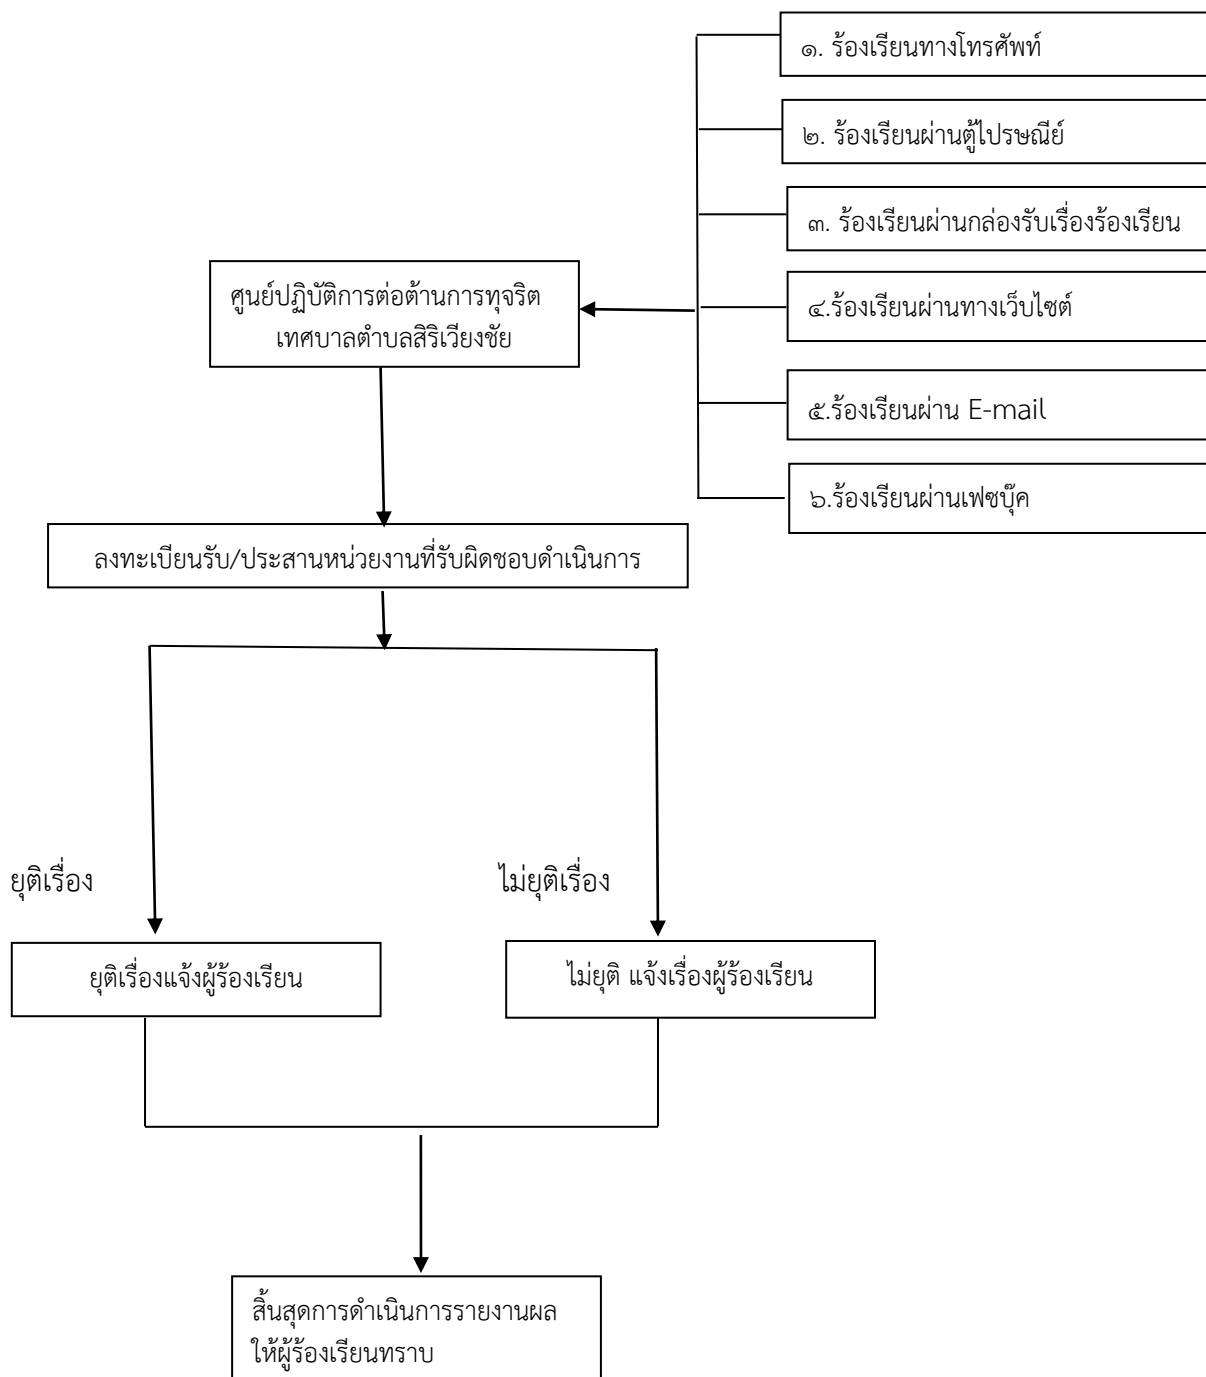 ๑. ร้องเรียนทางโทรศัพท์
๒. ร้องเรียนผ่านตู้ไปรษณีย์
๓. ร้องเรียนผ่านกล่องรับเรื่องร้องเรียน
ศูนย์ปฏิบัติการต่อต้านการทุจริต
เทศบาลตำบลสิริเวียงชัย
๔.ร้องเรียนผ่านทางเว็บไซต์
๕.ร้องเรียนผ่าน E-mail
๖.ร้องเรียนผ่านเฟซบุ๊ค
ลงทะเบียนรับ/ประสานหน่วยงานที่รับผิดชอบดำเนินการ
ยุติเรื่อง
ไม่ยุติเรื่อง
ยุติเรื่องแจ้งผู้ร้องเรียน
ไม่ยุติ แจ้งเรื่องผู้ร้องเรียน
สิ้นสุดการดำเนินการรายงานผล
ให้ผู้ร้องเรียนทราบ